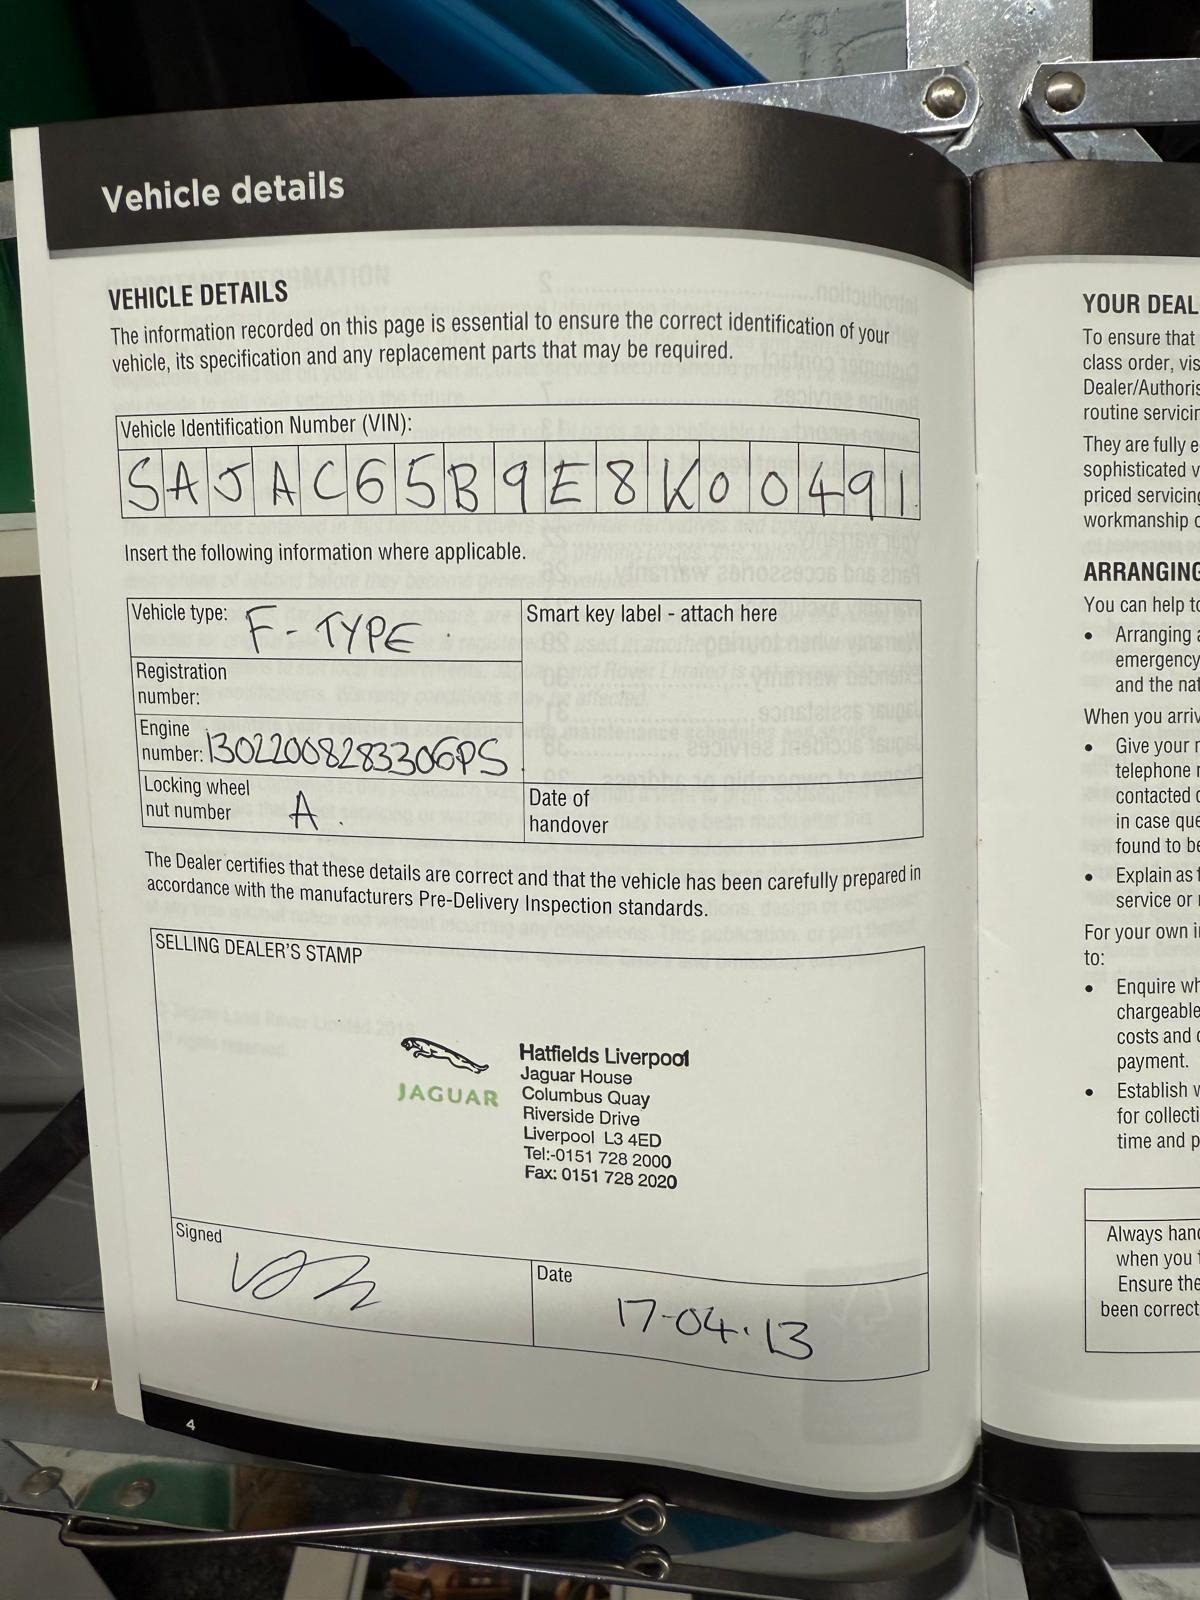 Vehicle details
VEHICLE DETAILS
The information recorded on this page is essential to ensure the correct identification of your
vehicle, its specification and any replacement parts that may be required.
Vehicle Identification Number (VIN):
SAJAC65B9E8K00491
Insert the following information where applicable.
Vehicle type: F-TYPE
Smart key label - attach here
Registration
number:
Engine
number: 13022008283306PS
Locking wheel
nut number A
Date of
handover
The Dealer certifies that these details are correct and that the vehicle has been carefully prepared in
accordance with the manufacturers Pre-Delivery Inspection standards.
SELLING DEALER'S STAMP
JAGUAR
Hatfields Liverpool
Jaguar House
Columbus Quay
Riverside Drive
Liverpool L3 4ED
Tel:-0151 728 2000
Fax: 0151 728 2020
Signed
Date
17-04.13
4
YOUR DEAL
To ensure that
class order, vis
Dealer/Authoris
routine servicin
They are fully e
sophisticated v
priced servicing
workmanship o
ARRANGING
You can help to
• Arranging a
emergency
and the nat
When you arriv
• Give your r
telephone n
contacted o
in case que
found to be
• Explain as f
service or r
For your own i
to:
• Enquire wh
chargeable
costs and o
payment.
• Establish v
for collecti
time and p
Always hand
when you
Ensure the
been correct